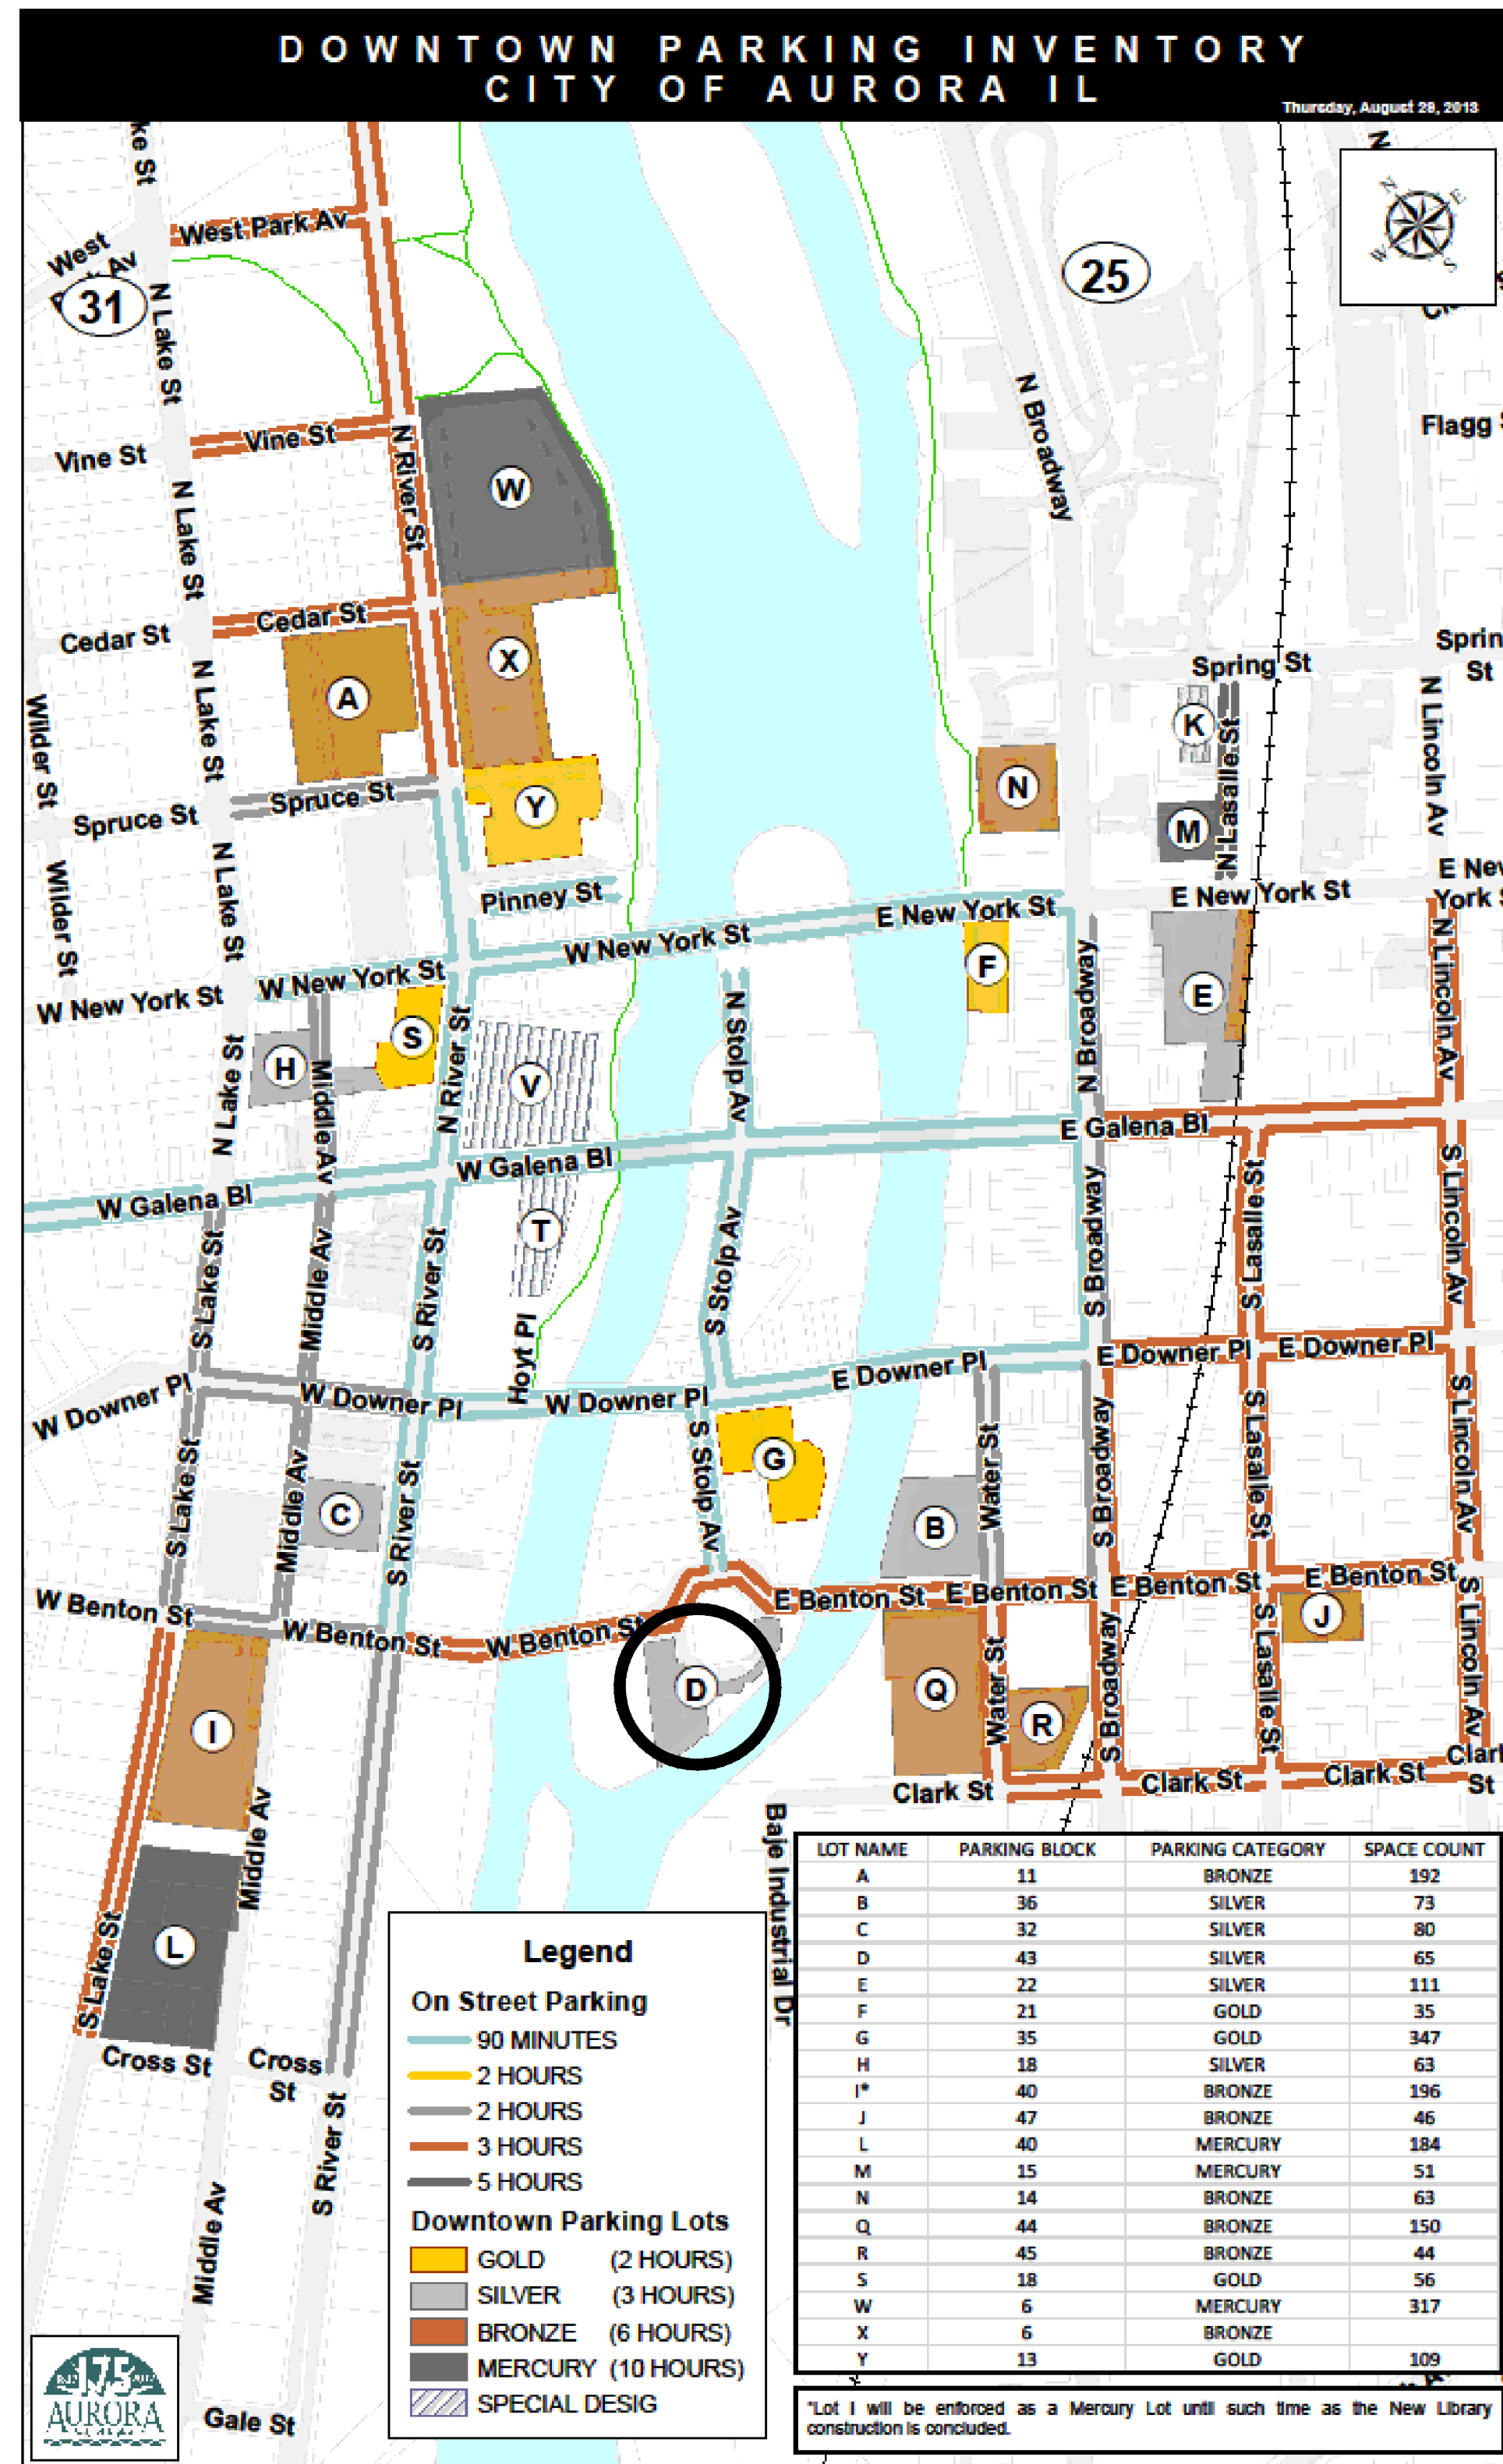 DOWNTOWN PARKING INVENTORY
CITY OF AURORA IL
Thursday, August 29, 2013
ke St
West Park Av
West
Av
31
25
N
N
E
W
S
N Lake St
N Broadway
Flagg
Vine St
Vine St
N River St
W
N Lake St
Cedar St
Cedar St
X
A
N Lake St
Spring St
Sprin
St
K
N Lasalle St
N Lincoln Av
Wilder St
Spruce St
Spruce St
Y
N
M
N Lake St
Wilder St
Pinney St
E New York St
E New York St
E New
York S
W New York St
W New York St
W New York St
N Lincoln Av
F
E
S
H
V
N Lake St
Middle Av
N River St
N Stolp Av
N Broadway
E Galena Bl
W Galena Bl
W Galena Bl
T
S Lake St
Middle Av
S River St
Hoyt Pl
S Stolp Av
S Broadway
S Lasalle St
S Lincoln Av
E Downer Pl
E Downer Pl
E Downer Pl
W Downer Pl
W Downer Pl
W Downer Pl
G
C
B
S Lake St
Middle Av
S River St
S Stolp Av
Water St
S Broadway
S Lasalle St
S Lincoln Av
W Benton St
W Benton St
W Benton St
E Benton St
E Benton St
E Benton St
E Benton St
J
D
Q
R
I
Water St
S Broadway
S Lasalle St
S Lincoln Av
Clark St
Clark St
Clark St
Clark
St
Middle Av
L
S Lake St
Cross St
Cross
St
S River St
Middle Av
Gale St
Baje Industrial Dr
Legend
On Street Parking
90 MINUTES
2 HOURS
2 HOURS
3 HOURS
5 HOURS
Downtown Parking Lots
GOLD (2 HOURS)
SILVER (3 HOURS)
BRONZE (6 HOURS)
MERCURY (10 HOURS)
SPECIAL DESIG
LOT NAME PARKING BLOCK PARKING CATEGORY SPACE COUNT
A 11 BRONZE 192
B 36 SILVER 73
C 32 SILVER 80
D 43 SILVER 65
E 22 SILVER 111
F 21 GOLD 35
G 35 GOLD 347
H 18 SILVER 63
I* 40 BRONZE 196
J 47 BRONZE 46
L 40 MERCURY 184
M 15 MERCURY 51
N 14 BRONZE 63
Q 44 BRONZE 150
R 45 BRONZE 44
S 18 GOLD 56
W 6 MERCURY 317
X 6 BRONZE
Y 13 GOLD 109
*Lot I will be enforced as a Mercury Lot until such time as the New Library
construction is concluded.
175
AURORA